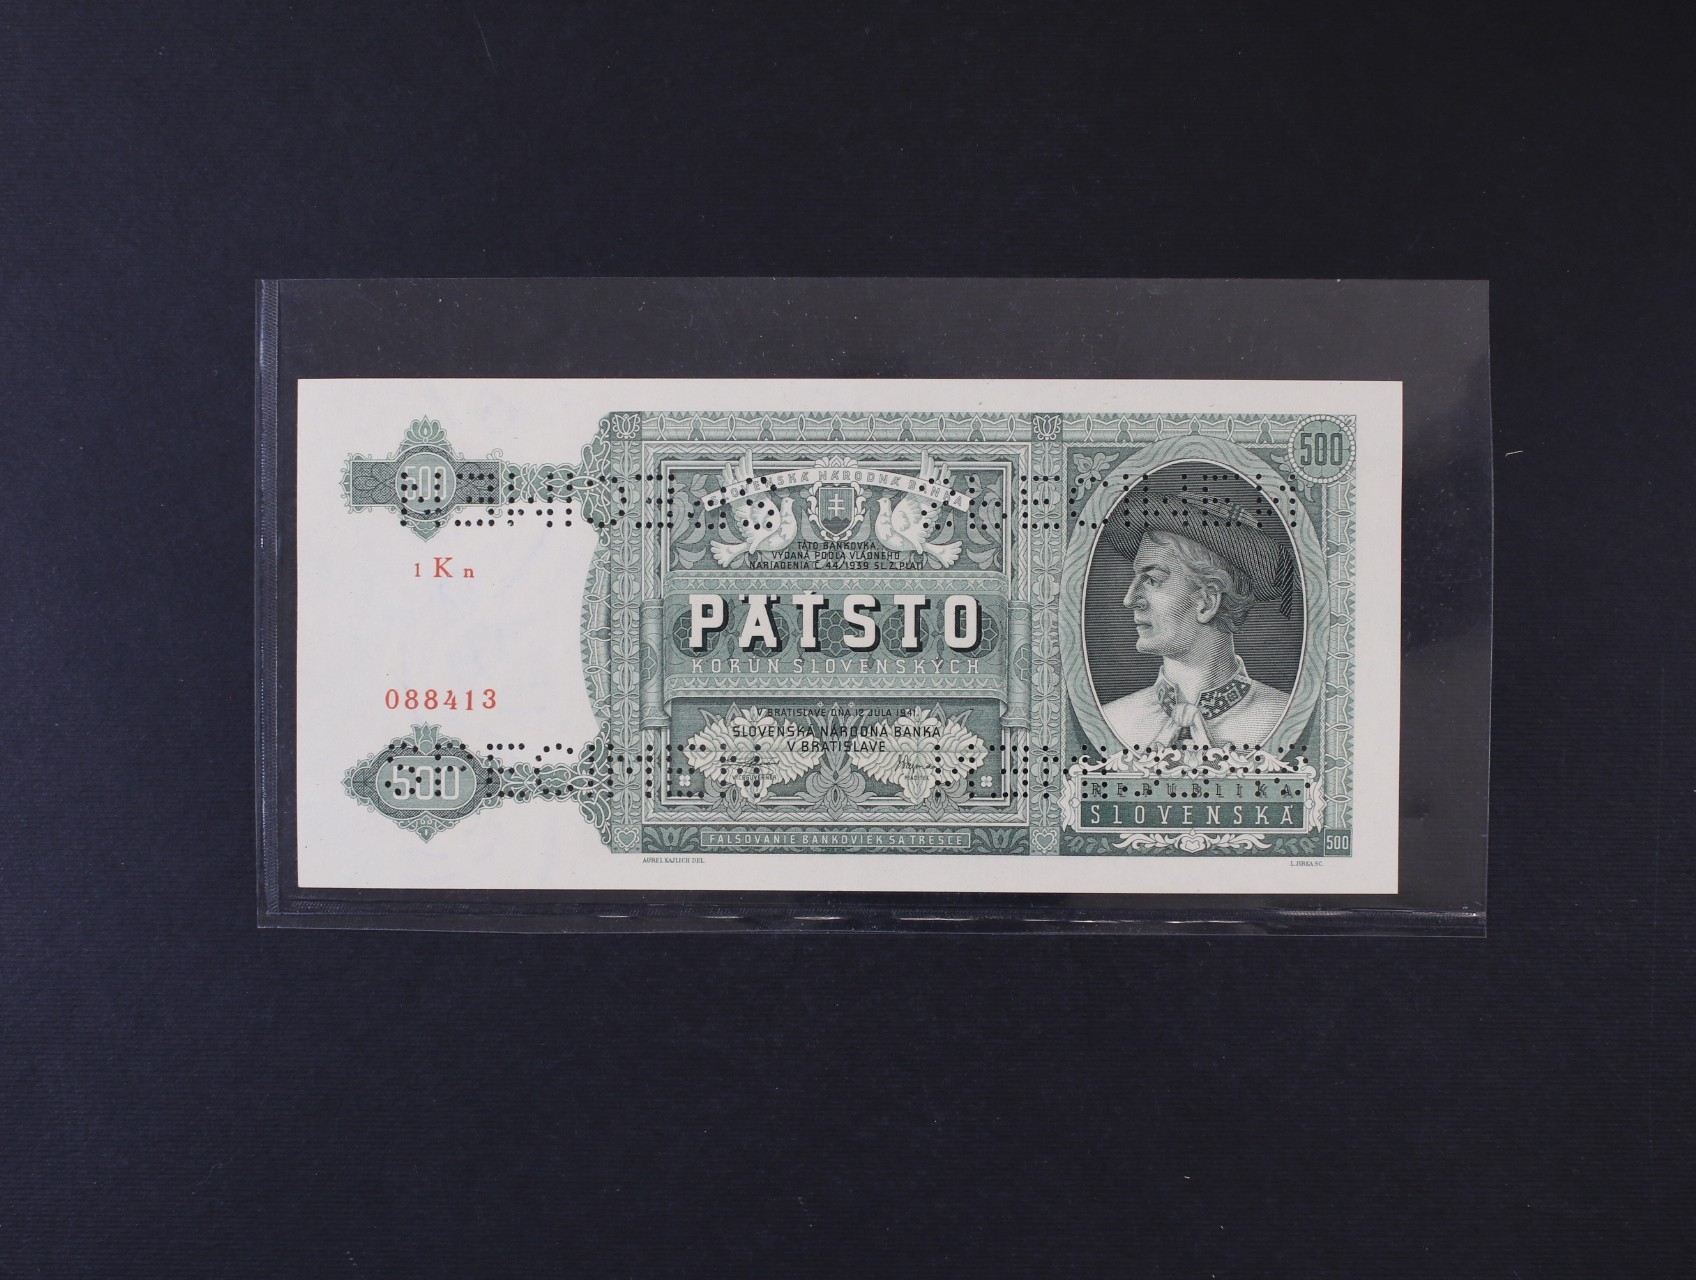 500
500
SLOVENSKÁ NÁRODNÁ BANKA
TÁTO BANKOVKA,
VYDANÁ PODĽA VLÁDNEHO
NARIADENIA Č. 44/1939 SL. Z. PLATÍ
1 K n
PÄŤSTO
KORÚN SLOVENSKÝCH
088413
V BRATISLAVE DŇA 12. JÚLA 1941.
SLOVENSKÁ NÁRODNÁ BANKA
V BRATISLAVE
500
REPUBLIKA
SLOVENSKÁ
FALŠOVANIE BANKOVIEK SA TRESCE
500
AUREL KAJLICH DEL.
L. JIRKA SC.